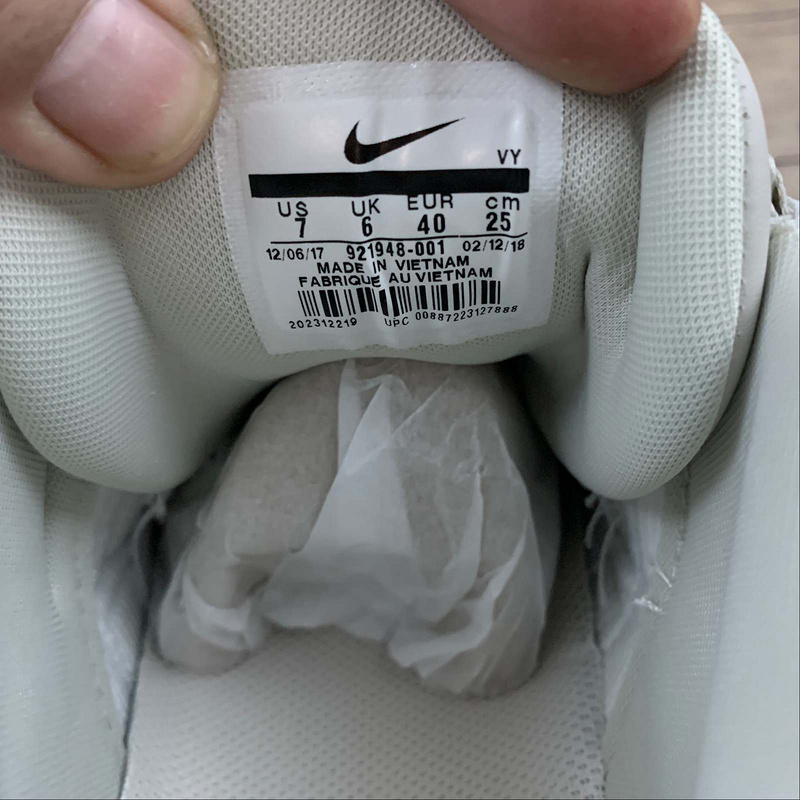 VY
US UK EUR cm
7 6 40 25
12/06/17 921948-001 02/12/18
MADE IN VIETNAM
FABRIQUE AU VIETNAM
202312219 UPC 00887223127888